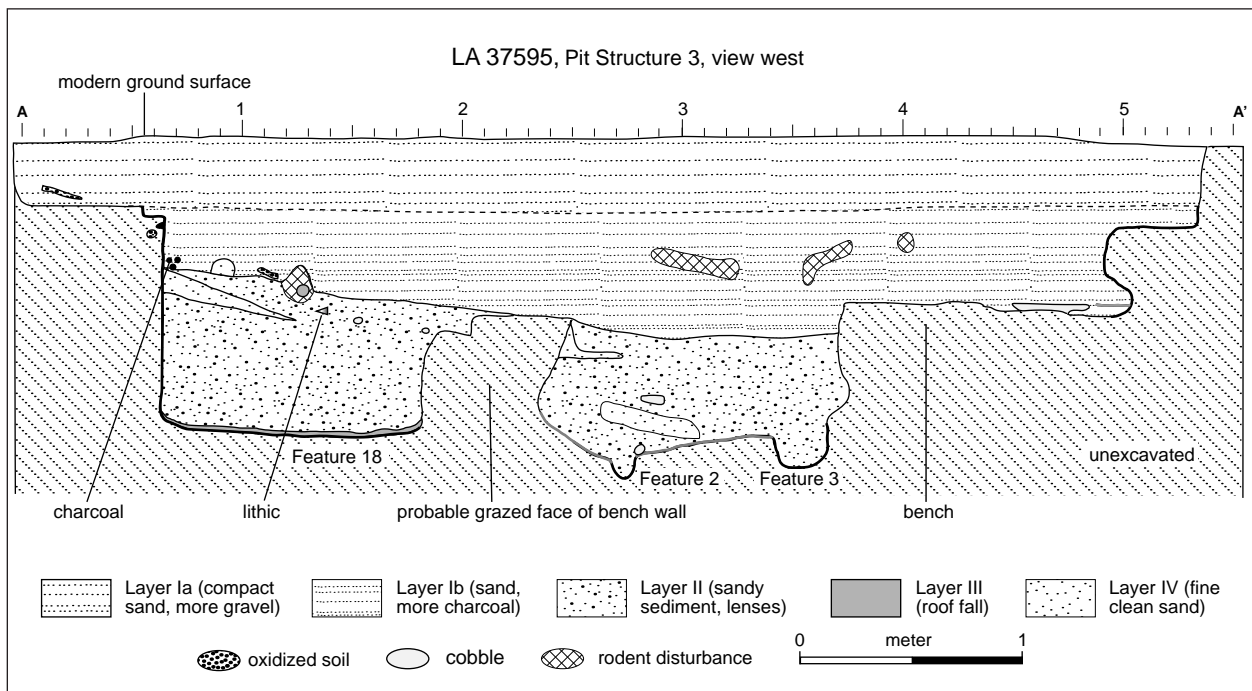 LA 37595, Pit Structure 3, view west
modern ground surface
A 1 2 3 4 5 A'
unexcavated
Feature 18
Feature 2 Feature 3
charcoal lithic probable grazed face of bench wall bench
Layer Ia (compact
sand, more gravel)
Layer Ib (sand,
more charcoal)
Layer II (sandy
sediment, lenses)
Layer III
(roof fall)
Layer IV (fine
clean sand)
0 meter 1
oxidized soil cobble rodent disturbance